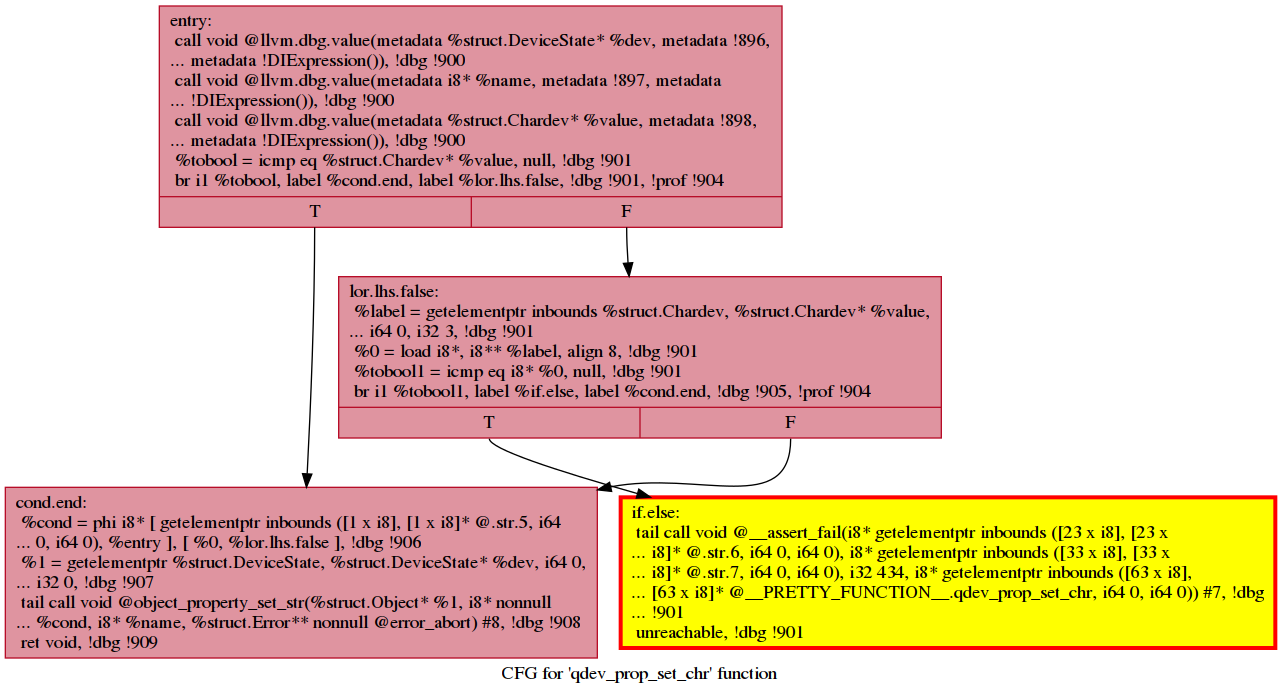 entry:
call void @llvm.dbg.value(metadata %struct.DeviceState* %dev, metadata !896,
... metadata !DIExpression()), !dbg !900
call void @llvm.dbg.value(metadata i8* %name, metadata !897, metadata
... !DIExpression()), !dbg !900
call void @llvm.dbg.value(metadata %struct.Chardev* %value, metadata !898,
... metadata !DIExpression()), !dbg !900
%tobool = icmp eq %struct.Chardev* %value, null, !dbg !901
br i1 %tobool, label %cond.end, label %lor.lhs.false, !dbg !901, !prof !904
T F
lor.lhs.false:
%label = getelementptr inbounds %struct.Chardev, %struct.Chardev* %value,
... i64 0, i32 3, !dbg !901
%0 = load i8*, i8** %label, align 8, !dbg !901
%tobool1 = icmp eq i8* %0, null, !dbg !901
br i1 %tobool1, label %if.else, label %cond.end, !dbg !905, !prof !904
T F
cond.end:
%cond = phi i8* [ getelementptr inbounds ([1 x i8], [1 x i8]* @.str.5, i64
... 0, i64 0), %entry ], [ %0, %lor.lhs.false ], !dbg !906
%1 = getelementptr %struct.DeviceState, %struct.DeviceState* %dev, i64 0,
... i32 0, !dbg !907
tail call void @object_property_set_str(%struct.Object* %1, i8* nonnull
... %cond, i8* %name, %struct.Error** nonnull @error_abort) #8, !dbg !908
ret void, !dbg !909
if.else:
tail call void @__assert_fail(i8* getelementptr inbounds ([23 x i8], [23 x
... i8]* @.str.6, i64 0, i64 0), i8* getelementptr inbounds ([33 x i8], [33 x
... i8]* @.str.7, i64 0, i64 0), i32 434, i8* getelementptr inbounds ([63 x i8],
... [63 x i8]* @__PRETTY_FUNCTION__.qdev_prop_set_chr, i64 0, i64 0)) #7, !dbg
... !901
unreachable, !dbg !901
CFG for 'qdev_prop_set_chr' function